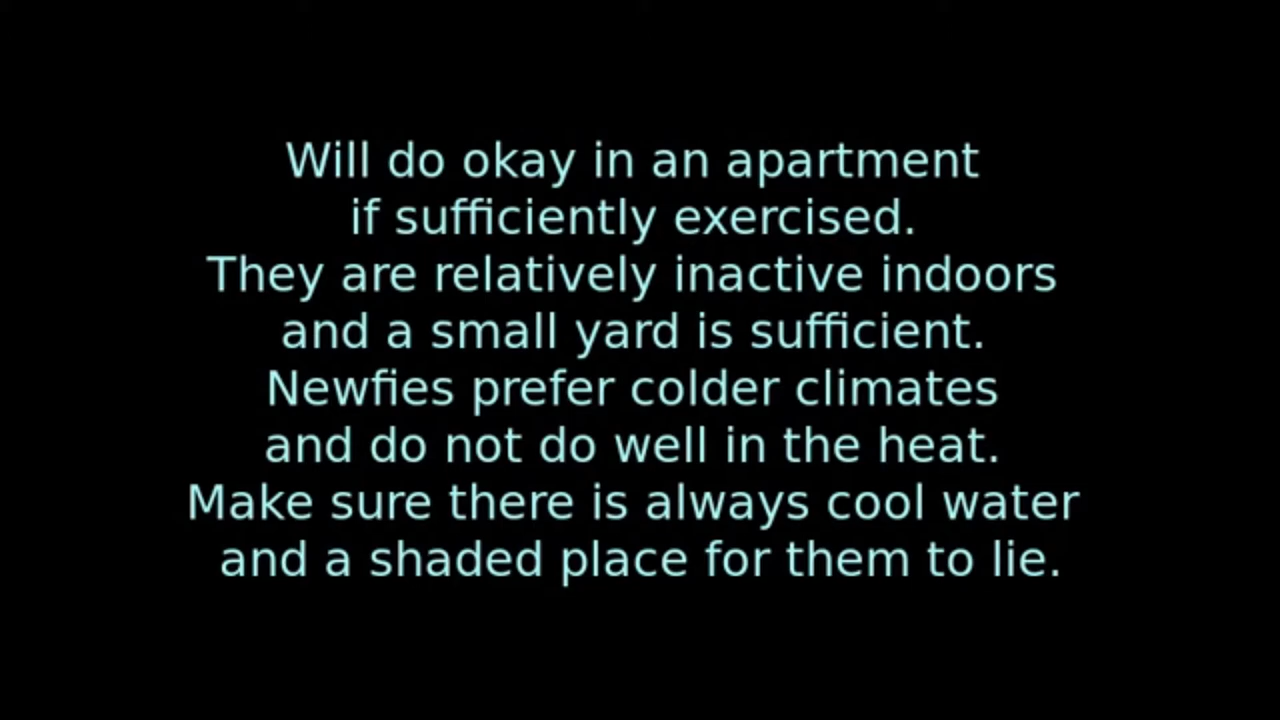 Will do okay in an apartment
if sufficiently exercised.
They are relatively inactive indoors
and a small yard is sufficient.
Newfies prefer colder climates
and do not do well in the heat.
Make sure there is always cool water
and a shaded place for them to lie.